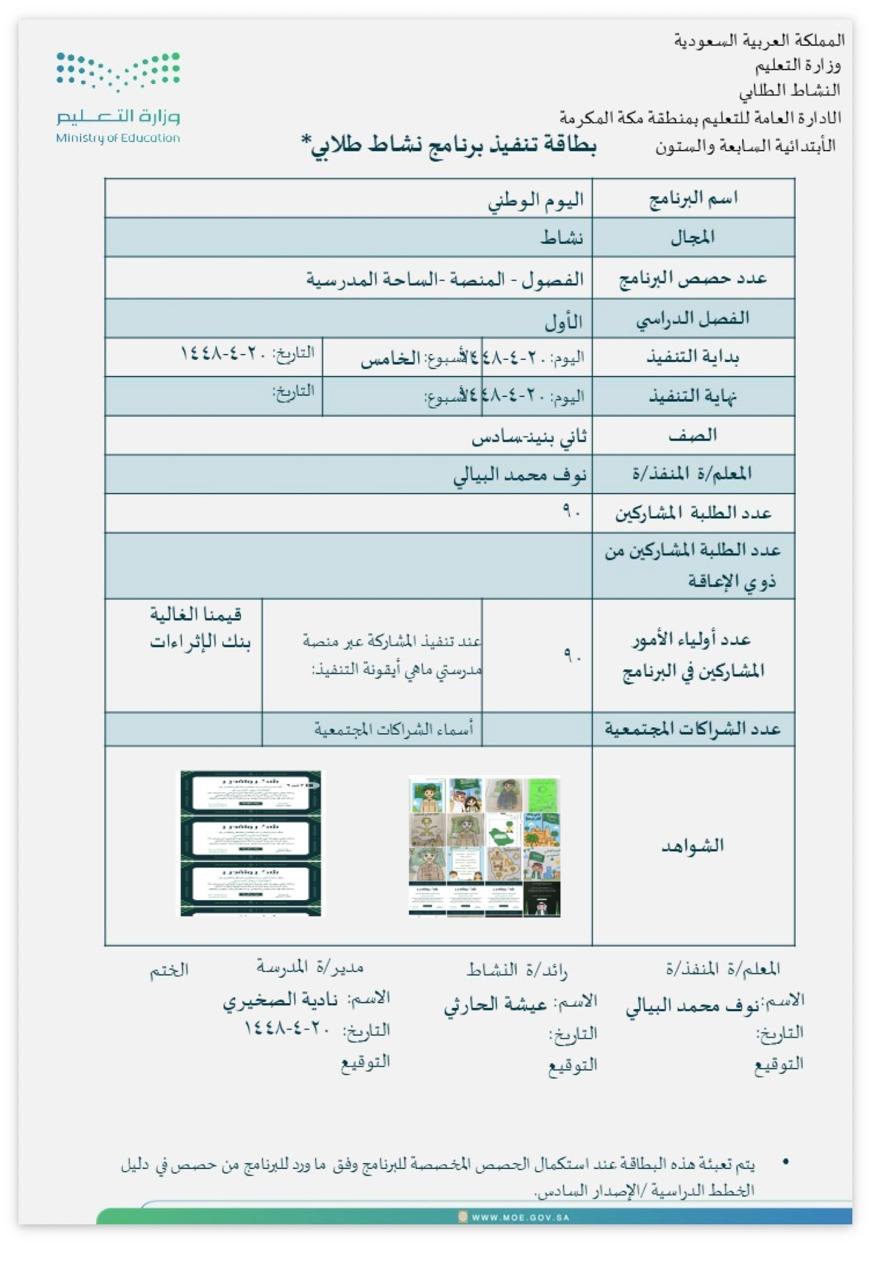 المملكة العربية السعودية
وزارة التعليم
النشاط الطلابي
الادارة العامة للتعليم بمنطقة مكة المكرمة
الأبتدائية السابعة والستون
وزارة التعـــليم
Ministry of Education
بطاقة تنفيذ برنامج نشاط طلابي*
اسم البرنامج اليوم الوطني
المجال نشاط
عدد حصص البرنامج الفصول - المنصة -الساحة المدرسية
الفصل الدراسي الأول
بداية التنفيذ اليوم: ٢٠-٤-١٤٤٨ الأسبوع: الخامس التاريخ: ٢٠-٤-١٤٤٨
نهاية التنفيذ اليوم: ٢٠-٤-١٤٤٨ الأسبوع: التاريخ:
الصف ثاني بنين-سادس
المعلم/ة المنفذ/ة نوف محمد البيالي
عدد الطلبة المشاركين ٩٠
عدد الطلبة المشاركين من
ذوي الإعاقة
عدد أولياء الأمور
المشاركين في البرنامج
٩٠
عند تنفيذ المشاركة عبر منصة
مدرستي ماهي أيقونة التنفيذ:
قيمنا الغالية
بنك الإثراءات
عدد الشراكات المجتمعية أسماء الشراكات المجتمعية
الشواهد
المعلم/ة المنفذ/ة رائد/ة النشاط مدير/ة المدرسة الختم
الاسم:نوف محمد البيالي الاسم: عيشة الحارثي الاسم: نادية الصخيري
التاريخ: التاريخ: التاريخ: ٢٠-٤-١٤٤٨
التوقيع التوقيع التوقيع
• يتم تعبئة هذه البطاقة عند استكمال الحصص المخصصة للبرنامج وفق ما ورد للبرنامج من حصص في دليل
الخطط الدراسية /الإصدار السادس.
WWW.MOE.GOV.SA